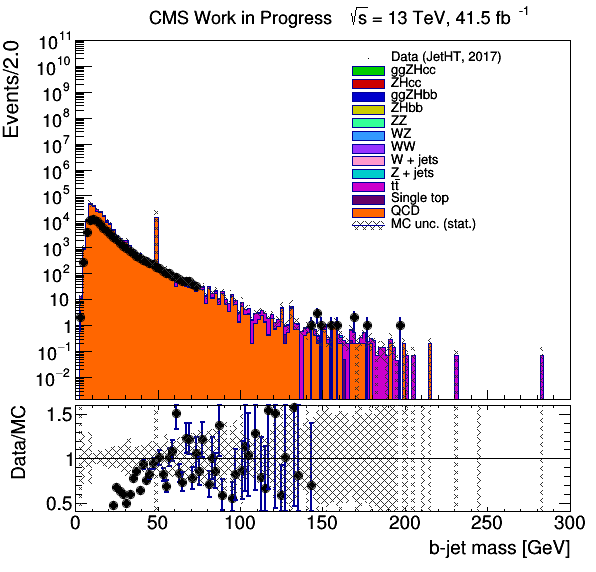 CMS Work in Progress √s = 13 TeV, 41.5 fb⁻¹
Events/2.0
10¹¹
10¹⁰
10⁹
10⁸
10⁷
10⁶
10⁵
10⁴
10³
10²
10
1
10⁻¹
10⁻²
Data (JetHT, 2017)
ggZHcc
ZHcc
ggZHbb
ZHbb
ZZ
WZ
WW
W + jets
Z + jets
tt̄
Single top
QCD
MC unc. (stat.)
Data/MC
1.5
1
0.5
0 50 100 150 200 250 300
b-jet mass [GeV]